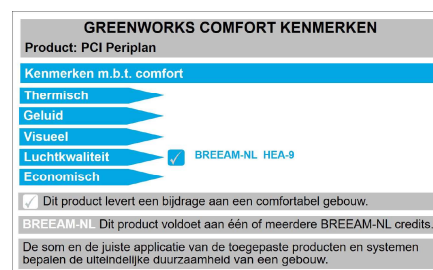 GREENWORKS COMFORT KENMERKEN
Product: PCI Periplan
Kenmerken m.b.t. comfort
Thermisch
Geluid
Visueel
Luchtkwaliteit BREEAM-NL HEA-9
Economisch
Dit product levert een bijdrage aan een comfortabel gebouw.
BREEAM-NL Dit product voldoet aan één of meerdere BREEAM-NL credits.
De som en de juiste applicatie van de toegepaste producten en systemen
bepalen de uiteindelijke duurzaamheid van een gebouw.